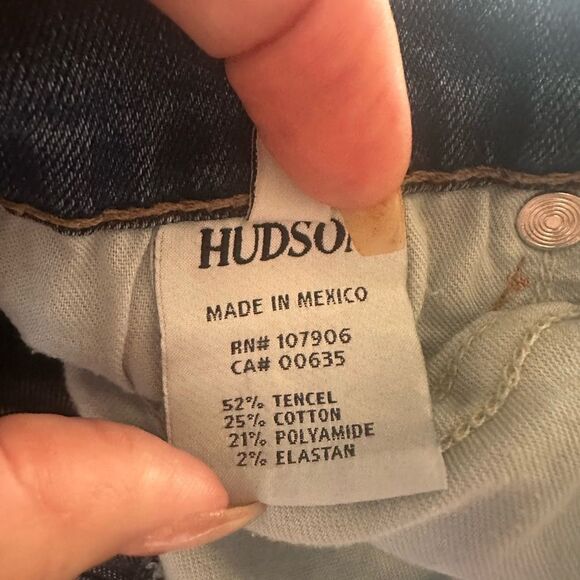 HUDSO
MADE IN MEXICO
RN# 107906
CA# 00635
52% TENCEL
25% COTTON
21% POLYAMIDE
2% ELASTAN